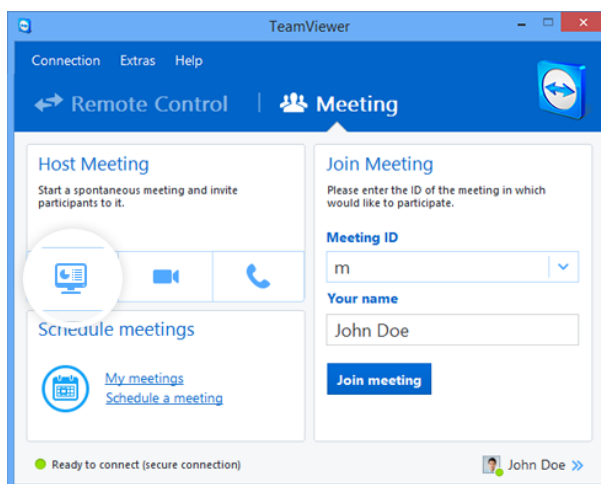 TeamViewer
Connection Extras Help
Remote Control | Meeting
Host Meeting
Start a spontaneous meeting and invite
participants to it.
Schedule meetings
My meetings
Schedule a meeting
Join Meeting
Please enter the ID of the meeting in which
would like to participate.
Meeting ID
m
Your name
John Doe
Join meeting
Ready to connect (secure connection)
John Doe